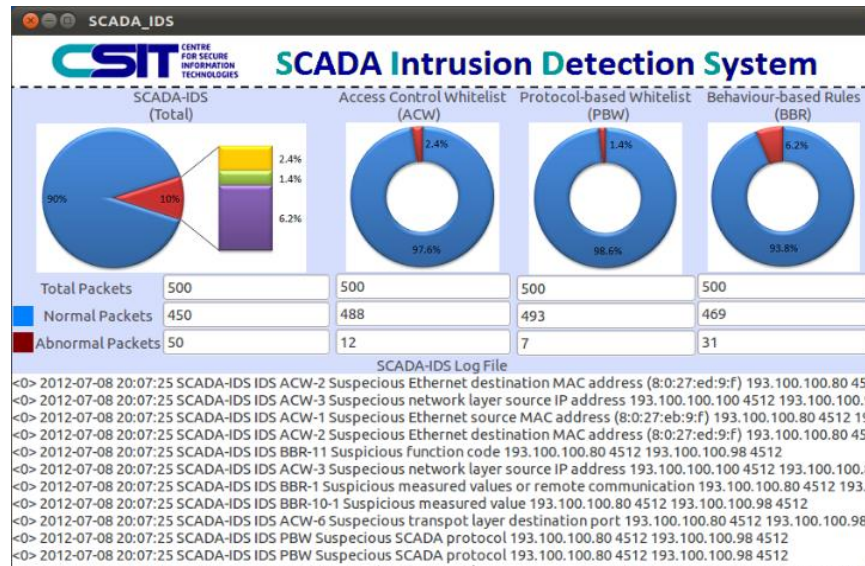 SCADA_IDS
CSIT CENTRE FOR SECURE INFORMATION TECHNOLOGIES
SCADA Intrusion Detection System
SCADA-IDS (Total)
Access Control Whitelist (ACW)
Protocol-based Whitelist (PBW)
Behaviour-based Rules (BBR)
90% 10% 2.4% 1.4% 6.2%
2.4% 97.6%
1.4% 98.6%
6.2% 93.8%
Total Packets 500 500 500 500
Normal Packets 450 488 493 469
Abnormal Packets 50 12 7 31
SCADA-IDS Log File
<0> 2012-07-08 20:07:25 SCADA-IDS IDS ACW-2 Suspecious Ethernet destination MAC address (8:0:27:ed:9:f) 193.100.100.80 45
<0> 2012-07-08 20:07:25 SCADA-IDS IDS ACW-3 Suspecious network layer source IP address 193.100.100.100 4512 193.100.100.
<0> 2012-07-08 20:07:25 SCADA-IDS IDS ACW-1 Suspecious Ethernet source MAC address (8:0:27:eb:9:f) 193.100.100.80 4512 19
<0> 2012-07-08 20:07:25 SCADA-IDS IDS ACW-2 Suspecious Ethernet destination MAC address (8:0:27:ed:9:f) 193.100.100.80 45
<0> 2012-07-08 20:07:25 SCADA-IDS IDS BBR-11 Suspicious function code 193.100.100.80 4512 193.100.100.98 4512
<0> 2012-07-08 20:07:25 SCADA-IDS IDS ACW-3 Suspecious network layer source IP address 193.100.100.100 4512 193.100.100.
<0> 2012-07-08 20:07:25 SCADA-IDS IDS BBR-1 Suspicious measured values or remote communication 193.100.100.80 4512 193.
<0> 2012-07-08 20:07:25 SCADA-IDS IDS BBR-10-1 Suspicious measured value 193.100.100.80 4512 193.100.100.98 4512
<0> 2012-07-08 20:07:25 SCADA-IDS IDS ACW-6 Suspecious transpot layer destination port 193.100.100.80 4512 193.100.100.98
<0> 2012-07-08 20:07:25 SCADA-IDS IDS PBW Suspecious SCADA protocol 193.100.100.80 4512 193.100.100.98 4512
<0> 2012-07-08 20:07:25 SCADA-IDS IDS PBW Suspecious SCADA protocol 193.100.100.80 4512 193.100.100.98 4512